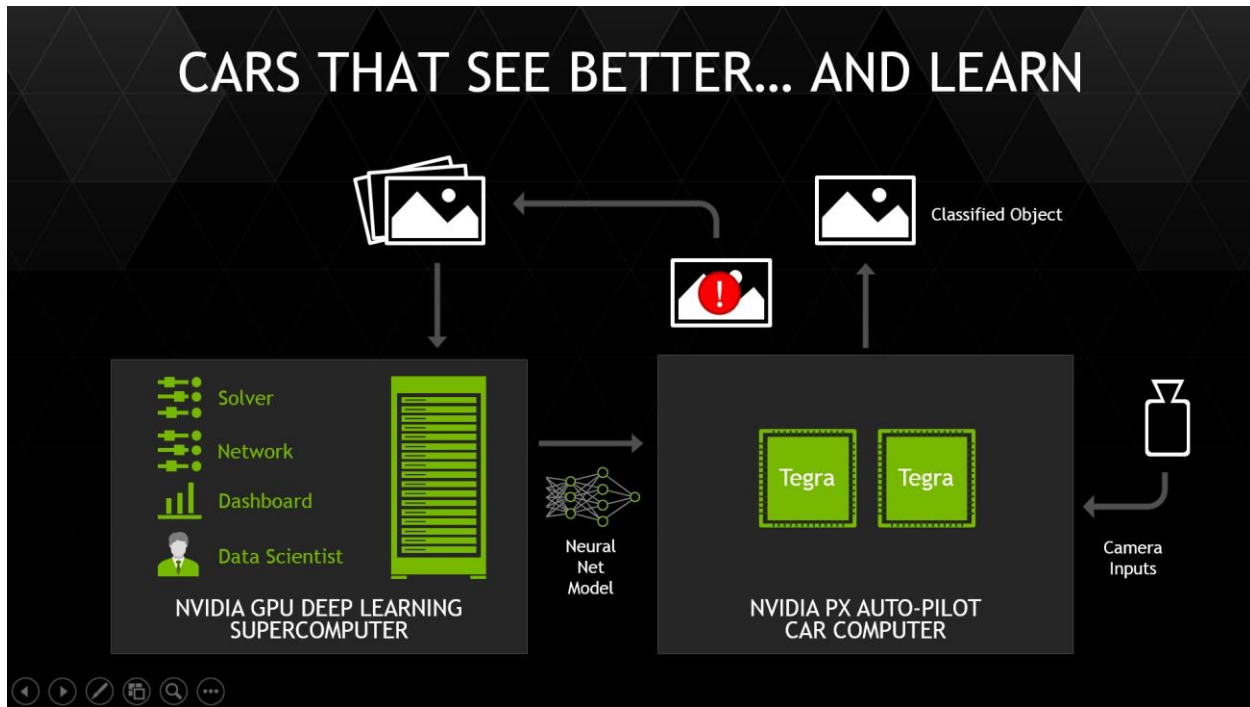 CARS THAT SEE BETTER... AND LEARN
Classified Object
!
Solver
Network
Dashboard
Data Scientist
NVIDIA GPU DEEP LEARNING
SUPERCOMPUTER
Neural
Net
Model
Tegra
Tegra
NVIDIA PX AUTO-PILOT
CAR COMPUTER
Camera
Inputs